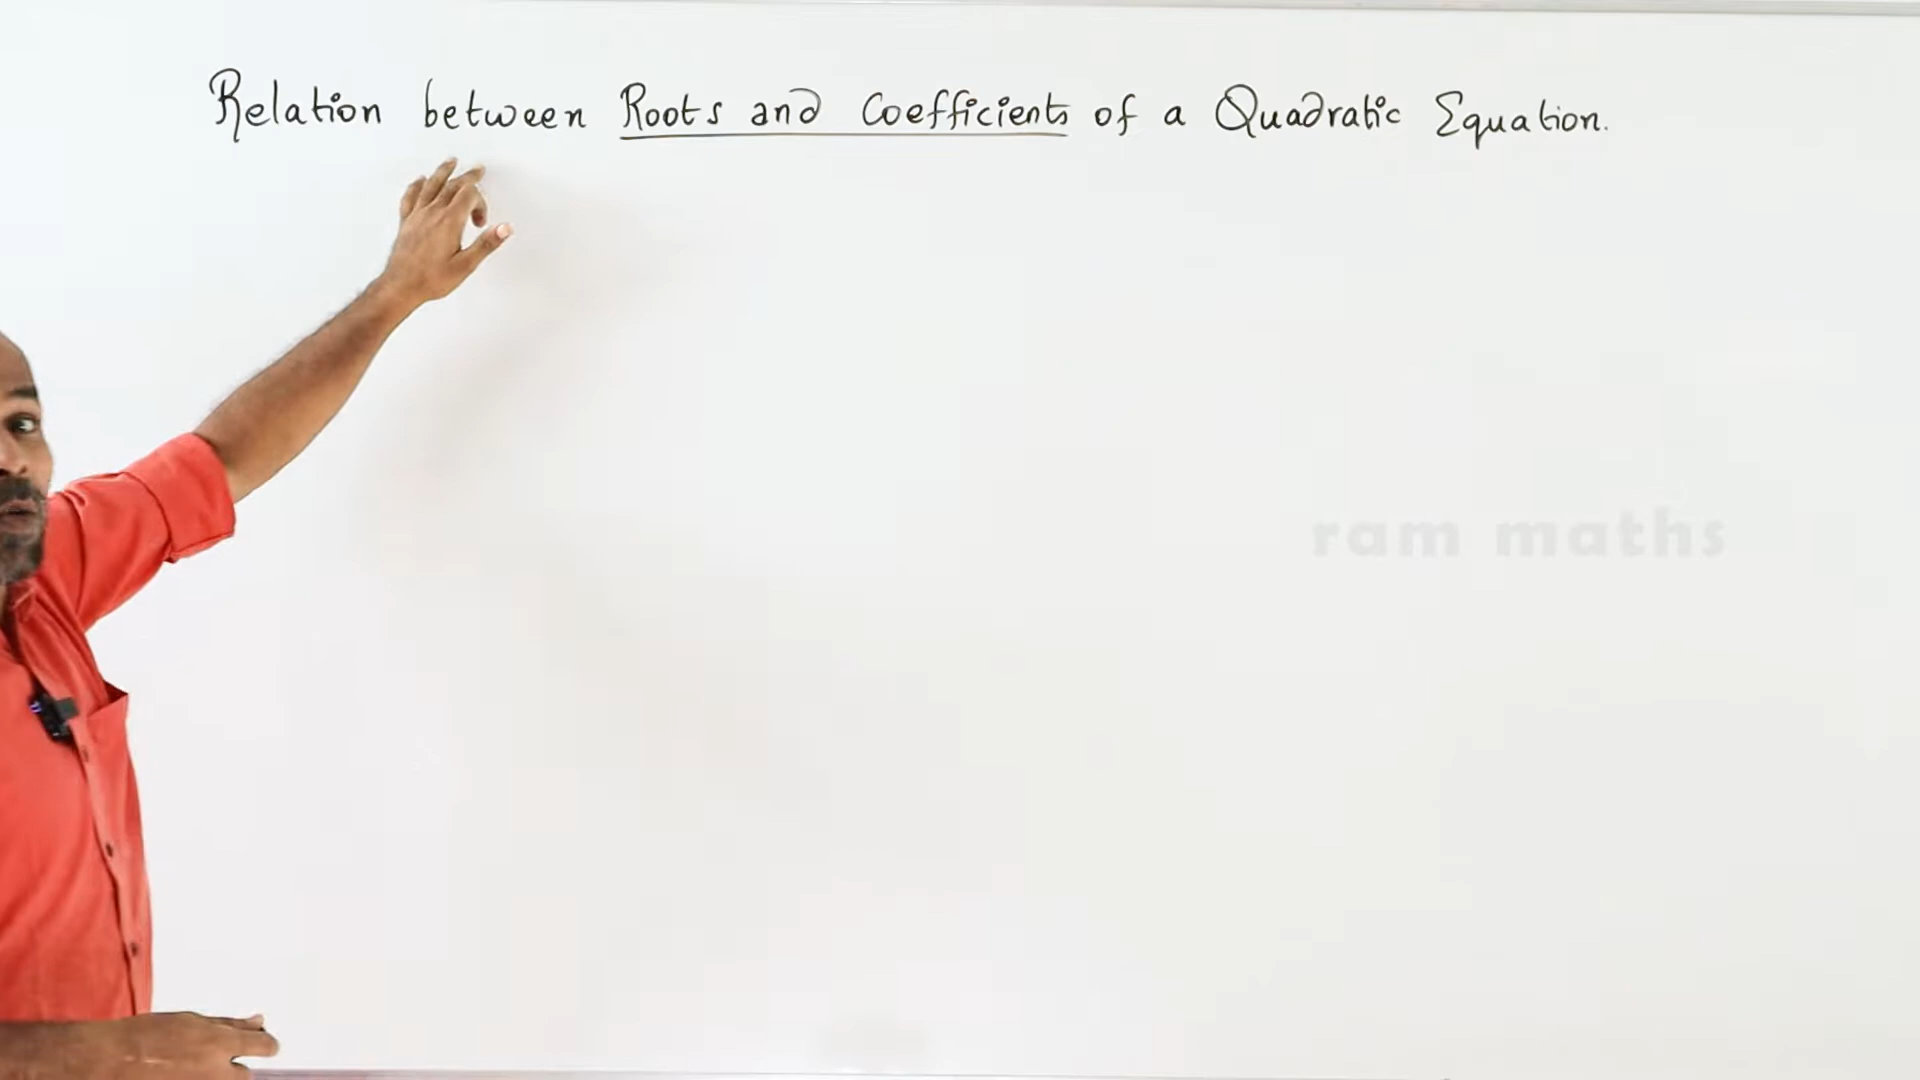 Relation between Roots and Coefficients of a Quadratic Equation.
ram maths